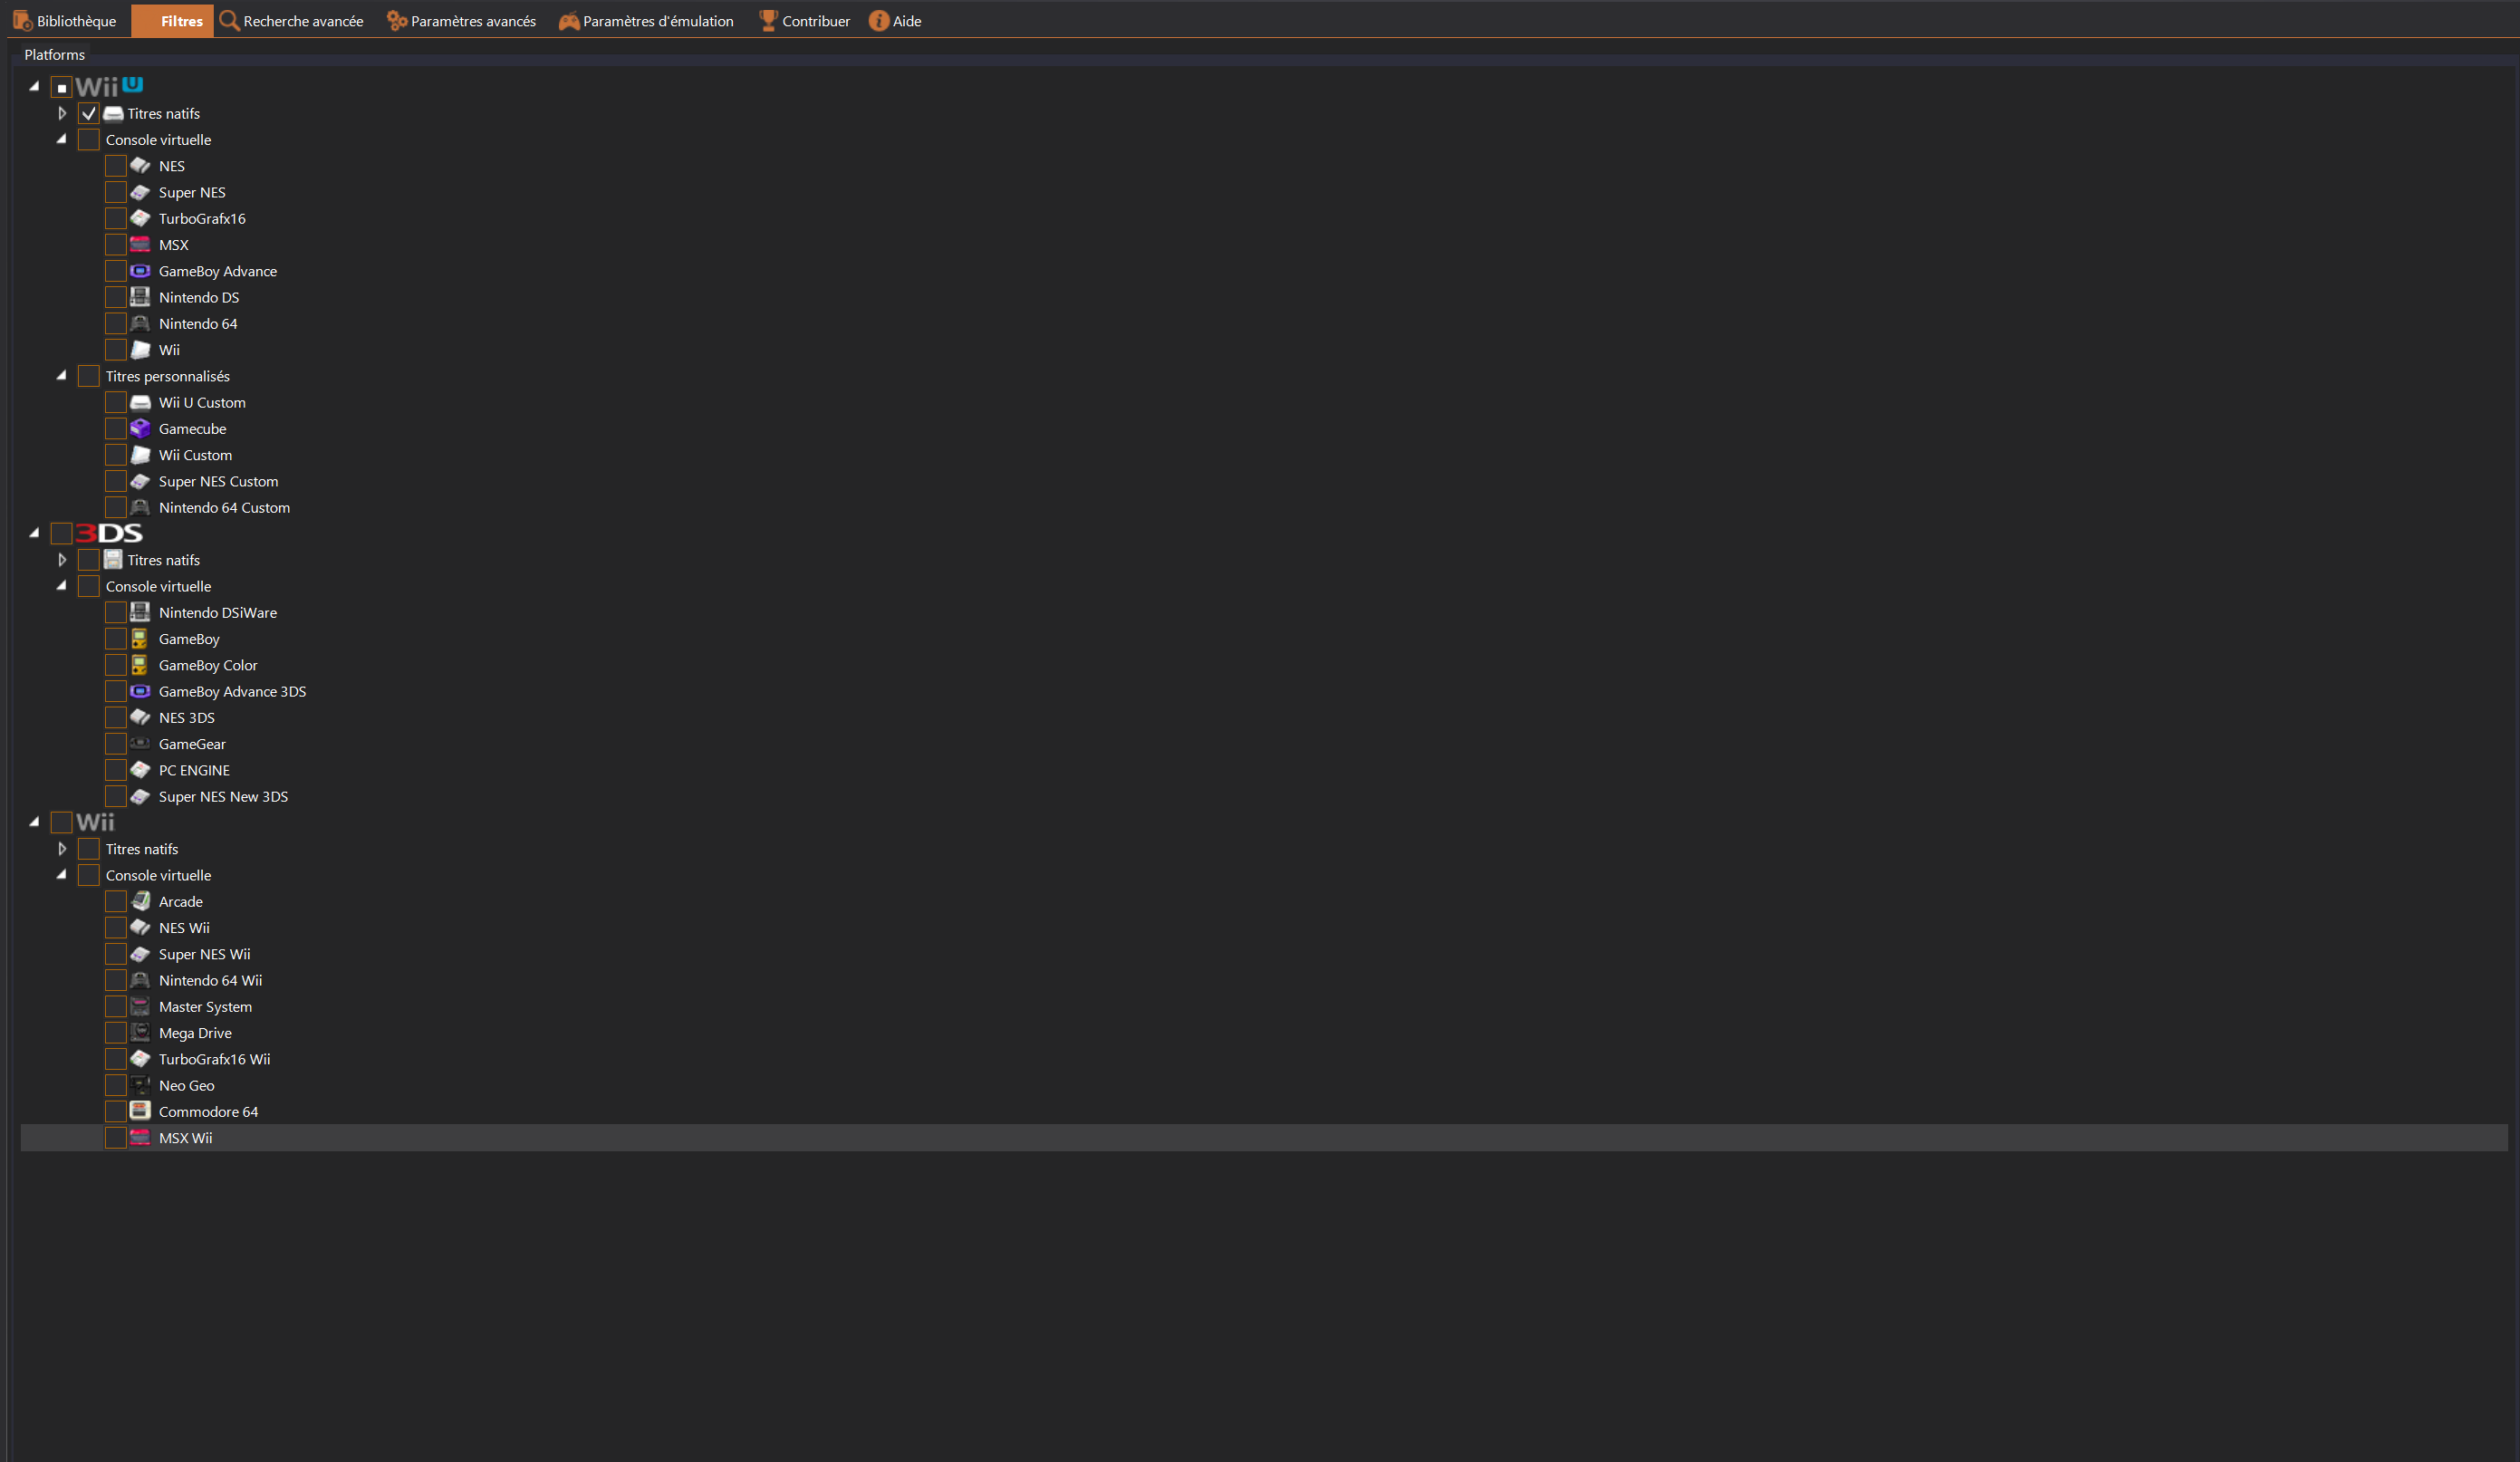 Bibliothèque Filtres Recherche avancée Paramètres avancés Paramètres d'émulation Contribuer Aide
Platforms
Wii U
Titres natifs
Console virtuelle
NES
Super NES
TurboGrafx16
MSX
GameBoy Advance
Nintendo DS
Nintendo 64
Wii
Titres personnalisés
Wii U Custom
Gamecube
Wii Custom
Super NES Custom
Nintendo 64 Custom
3DS
Titres natifs
Console virtuelle
Nintendo DSiWare
GameBoy
GameBoy Color
GameBoy Advance 3DS
NES 3DS
GameGear
PC ENGINE
Super NES New 3DS
Wii
Titres natifs
Console virtuelle
Arcade
NES Wii
Super NES Wii
Nintendo 64 Wii
Master System
Mega Drive
TurboGrafx16 Wii
Neo Geo
Commodore 64
MSX Wii